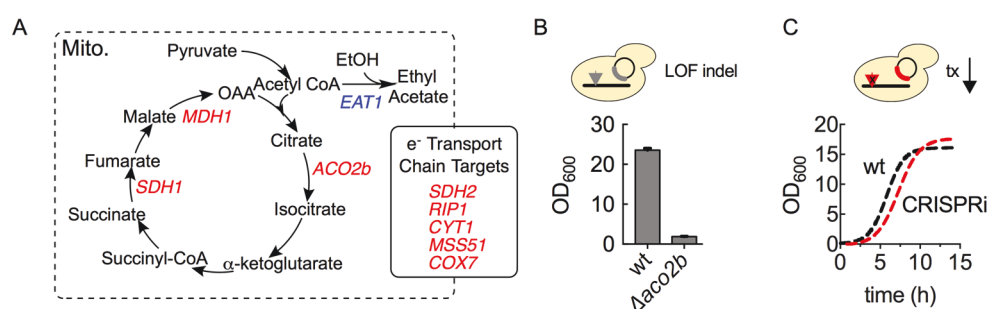 A
Mito.
Pyruvate
EtOH
OAA
Acetyl CoA
EAT1
Ethyl
Acetate
Malate
MDH1
Citrate
Fumarate
ACO2b
SDH1
Isocitrate
Succinate
Succinyl-CoA
α-ketoglutarate
e- Transport
Chain Targets
SDH2
RIP1
CYT1
MSS51
COX7
B
LOF indel
OD600
30
20
10
0
wt
Δaco2b
C
x
tx
OD600
20
15
10
5
0
wt
CRISPRi
0
5
10
15
time (h)